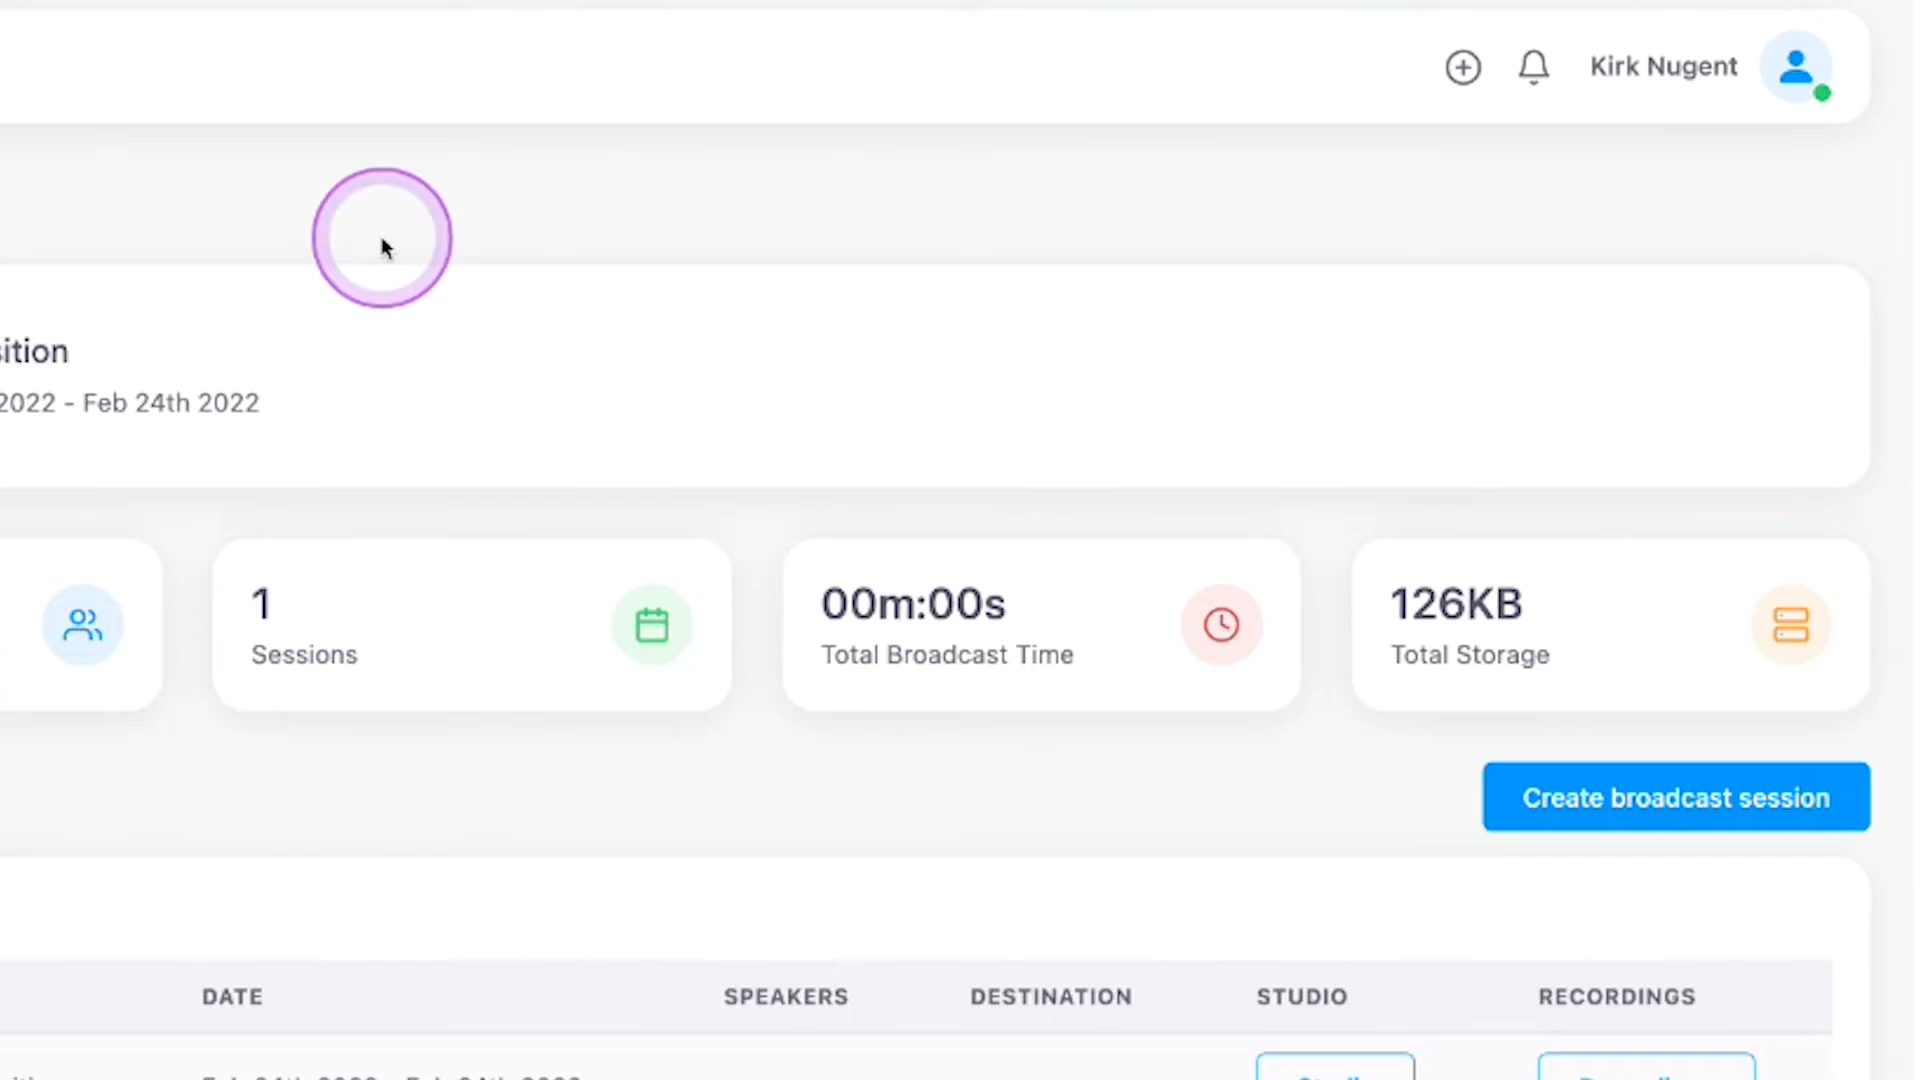 Kirk Nugent
sition
2022 - Feb 24th 2022
1
Sessions
00m:00s
Total Broadcast Time
126KB
Total Storage
Create broadcast session
DATE
SPEAKERS
DESTINATION
STUDIO
RECORDINGS